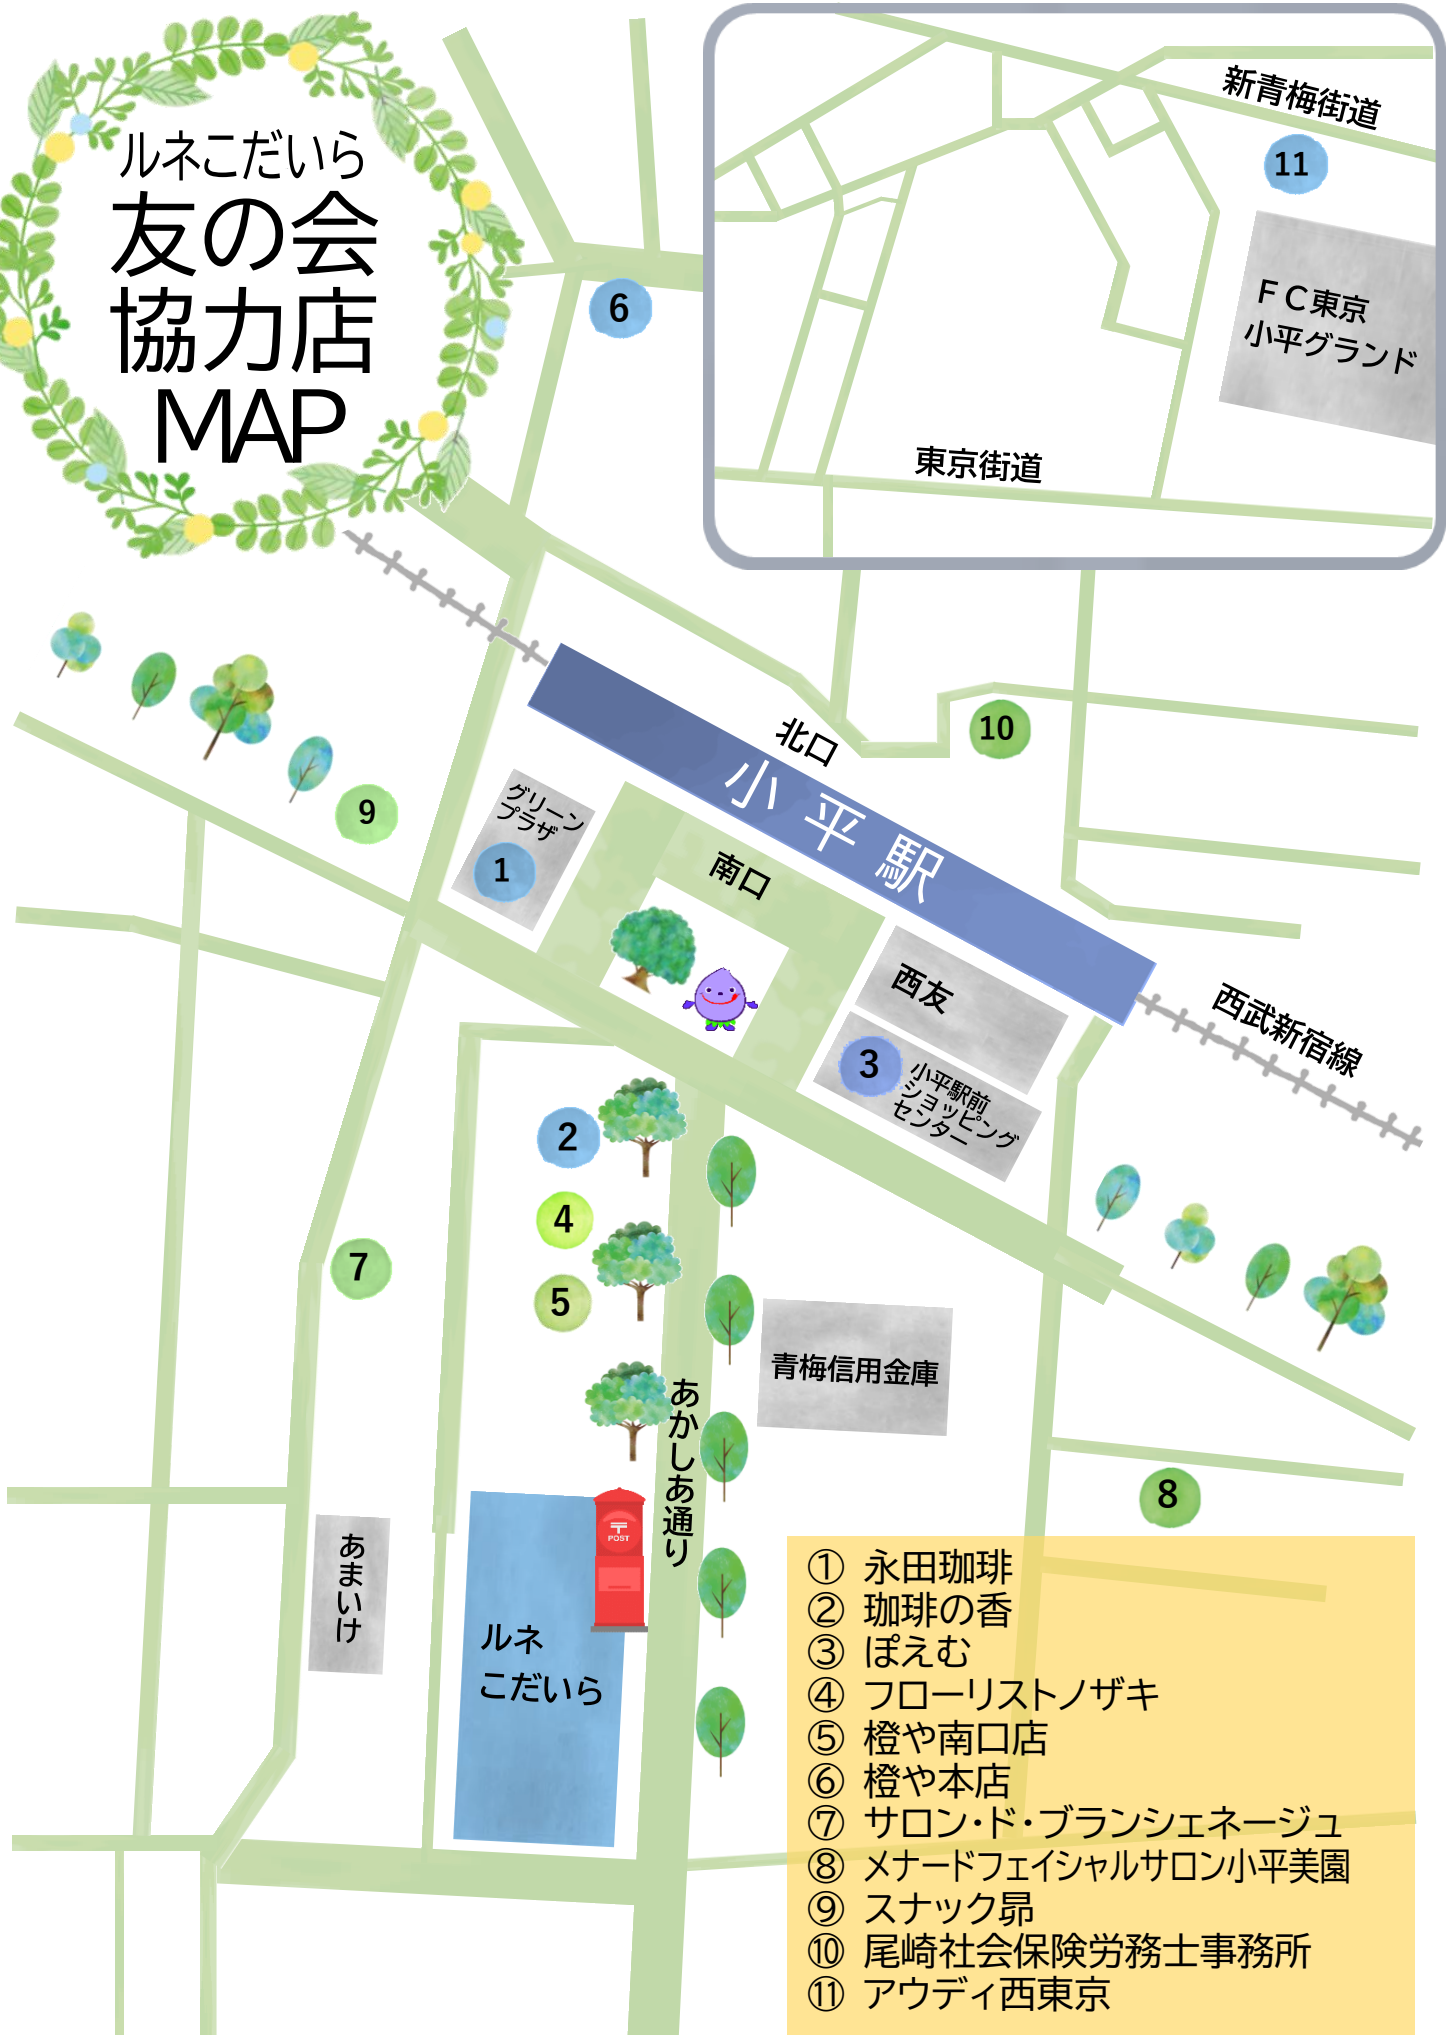 ルネこだいら
友の会
協力店
MAP
新青梅街道
11
FC東京
小平グランド
東京街道
6
北口
10
小平駅
グリーン
プラザ
1
9
南口
西友
3
小平駅前
ショッピング
センター
西武新宿線
2
4
5
7
青梅信用金庫
あかしあ通り
8
〒
POST
あまいけ
ルネ
こだいら
① 永田珈琲
② 珈琲の香
③ ぽえむ
④ フローリストノザキ
⑤ 橙や南口店
⑥ 橙や本店
⑦ サロン・ド・ブランシェネージュ
⑧ メナードフェイシャルサロン小平美園
⑨ スナック昴
⑩ 尾崎社会保険労務士事務所
⑪ アウディ西東京